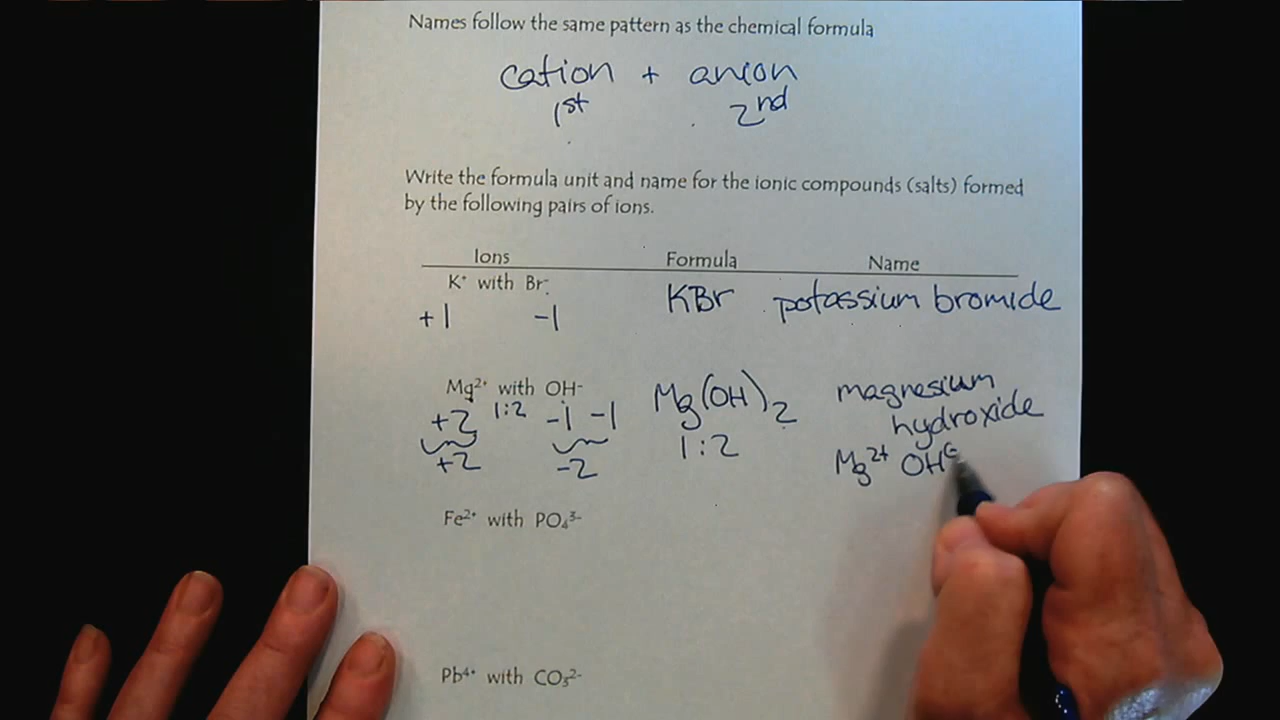 Names follow the same pattern as the chemical formula
cation + anion
1st 2nd
Write the formula unit and name for the ionic compounds (salts) formed
by the following pairs of ions.
Ions Formula Name
K⁺ with Br⁻ KBr potassium bromide
+1 -1
Mg²⁺ with OH⁻ Mg(OH)₂ magnesium
+2 1:2 -1 -1 hydroxide
+2 -2 1:2 Mg²⁺ OH
Fe²⁺ with PO₄³⁻
Pb⁴⁺ with CO₃²⁻